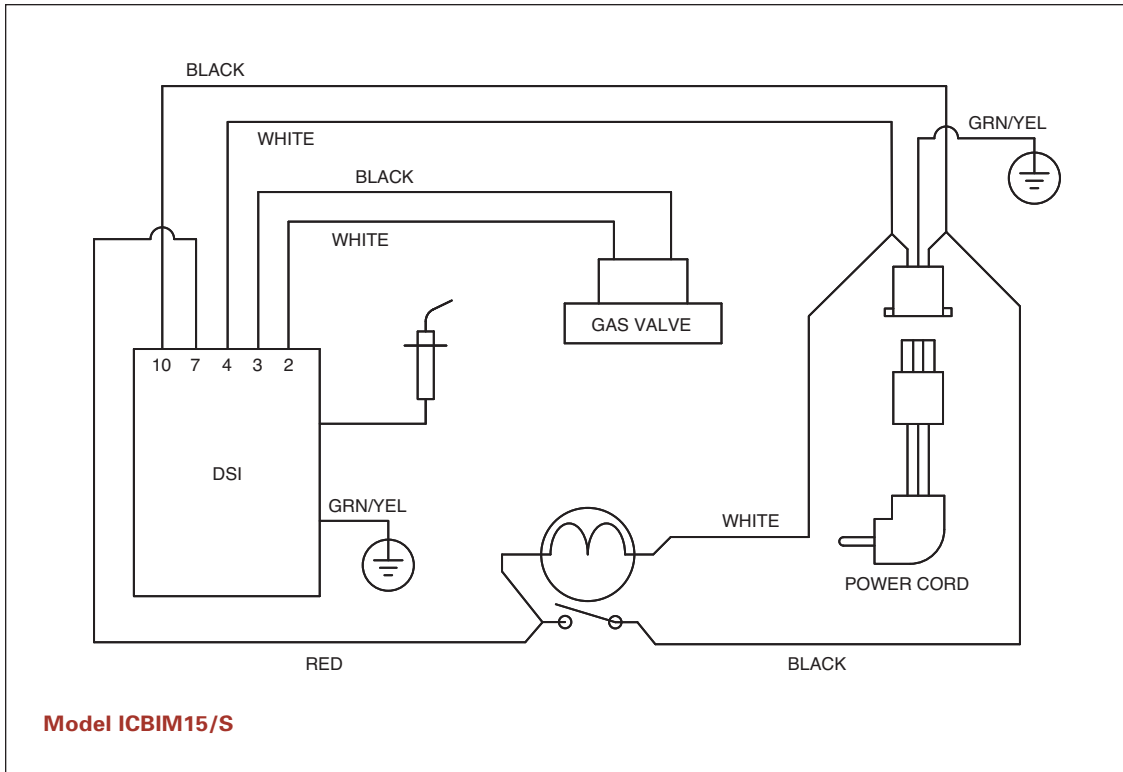 BLACK
GRN/YEL
WHITE
BLACK
WHITE
GAS VALVE
10 7 4 3 2
DSI
GRN/YEL
WHITE
POWER CORD
RED
BLACK
Model ICBIM15/S